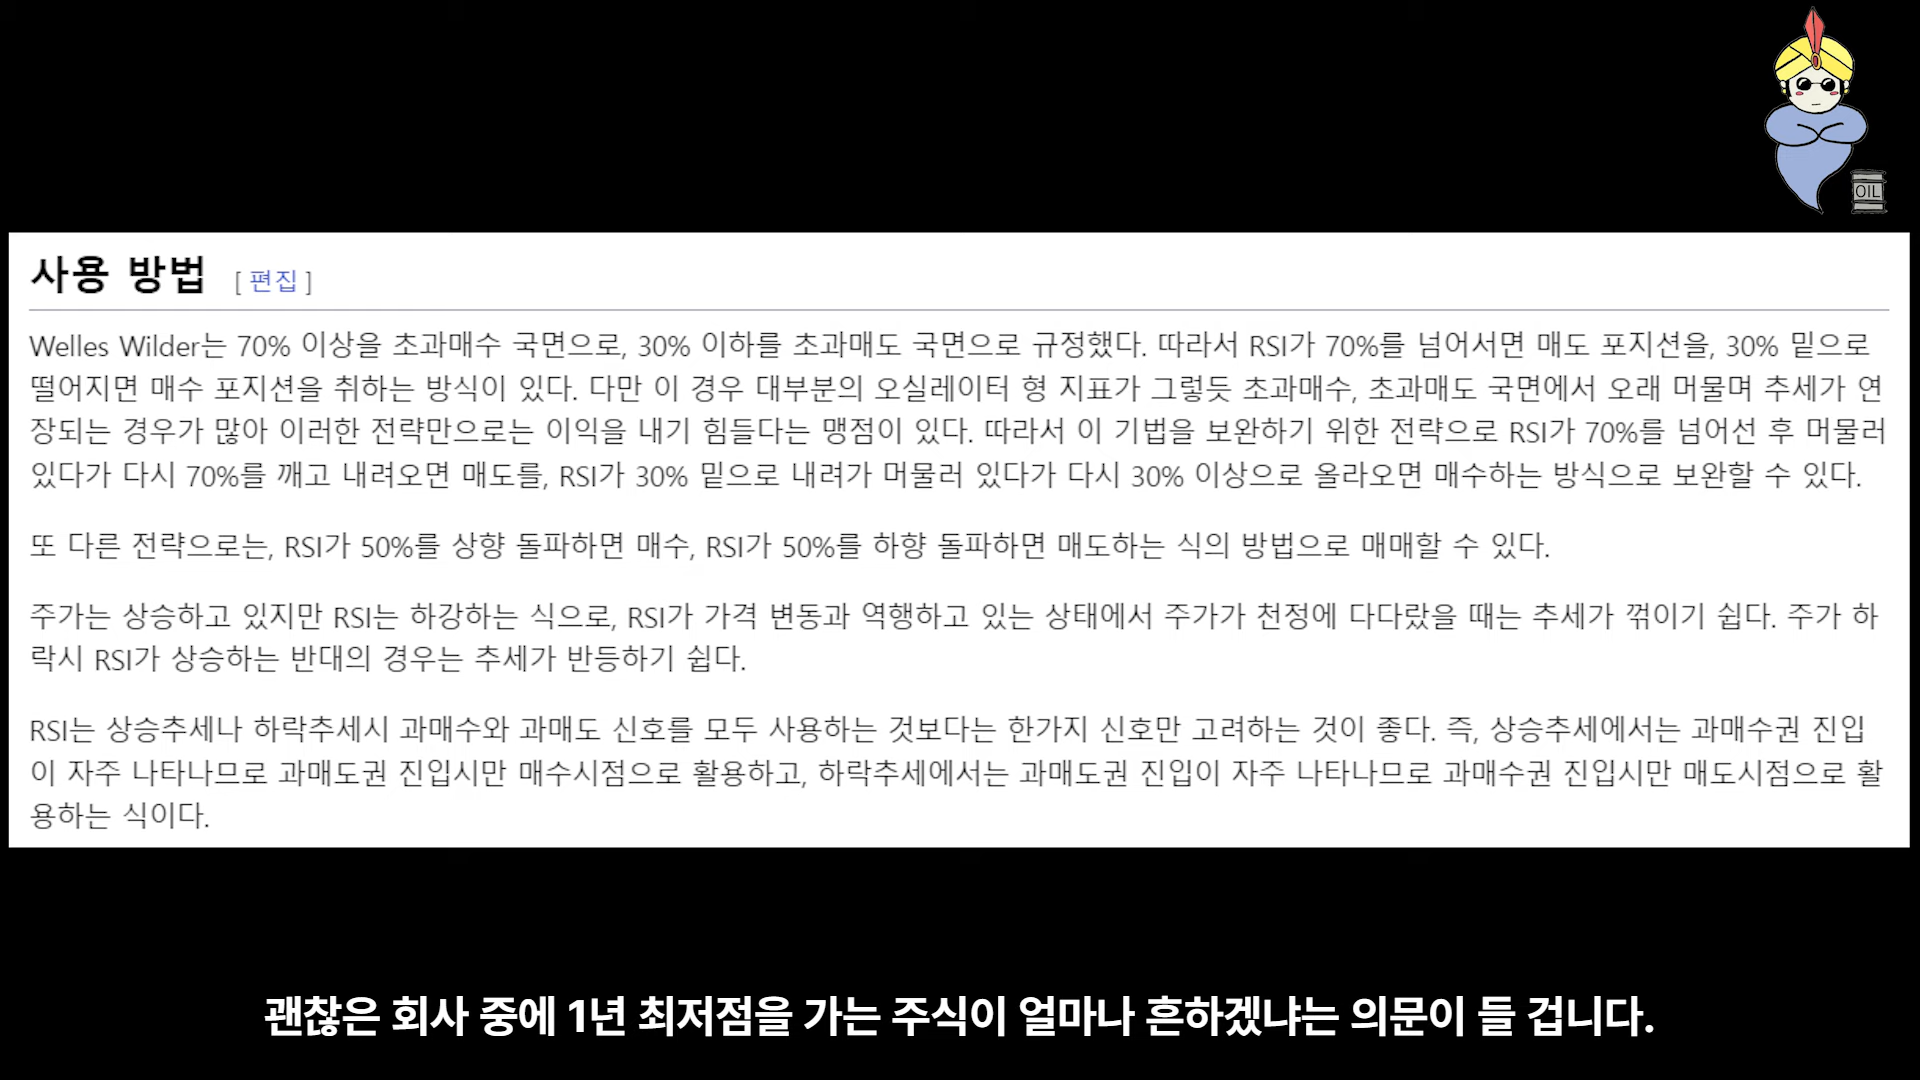 OIL
사용 방법 [ 편집 ]
Welles Wilder는 70% 이상을 초과매수 국면으로, 30% 이하를 초과매도 국면으로 규정했다. 따라서 RSI가 70%를 넘어서면 매도 포지션을, 30% 밑으로
떨어지면 매수 포지션을 취하는 방식이 있다. 다만 이 경우 대부분의 오실레이터 형 지표가 그렇듯 초과매수, 초과매도 국면에서 오래 머물며 추세가 연
장되는 경우가 많아 이러한 전략만으로는 이익을 내기 힘들다는 맹점이 있다. 따라서 이 기법을 보완하기 위한 전략으로 RSI가 70%를 넘어선 후 머물러
있다가 다시 70%를 깨고 내려오면 매도를, RSI가 30% 밑으로 내려가 머물러 있다가 다시 30% 이상으로 올라오면 매수하는 방식으로 보완할 수 있다.
또 다른 전략으로는, RSI가 50%를 상향 돌파하면 매수, RSI가 50%를 하향 돌파하면 매도하는 식의 방법으로 매매할 수 있다.
주가는 상승하고 있지만 RSI는 하강하는 식으로, RSI가 가격 변동과 역행하고 있는 상태에서 주가가 천정에 다다랐을 때는 추세가 꺾이기 쉽다. 주가 하
락시 RSI가 상승하는 반대의 경우는 추세가 반등하기 쉽다.
RSI는 상승추세나 하락추세시 과매수와 과매도 신호를 모두 사용하는 것보다는 한가지 신호만 고려하는 것이 좋다. 즉, 상승추세에서는 과매수권 진입
이 자주 나타나므로 과매도권 진입시만 매수시점으로 활용하고, 하락추세에서는 과매도권 진입이 자주 나타나므로 과매수권 진입시만 매도시점으로 활
용하는 식이다.
괜찮은 회사 중에 1년 최저점을 가는 주식이 얼마나 흔하겠냐는 의문이 들 겁니다.